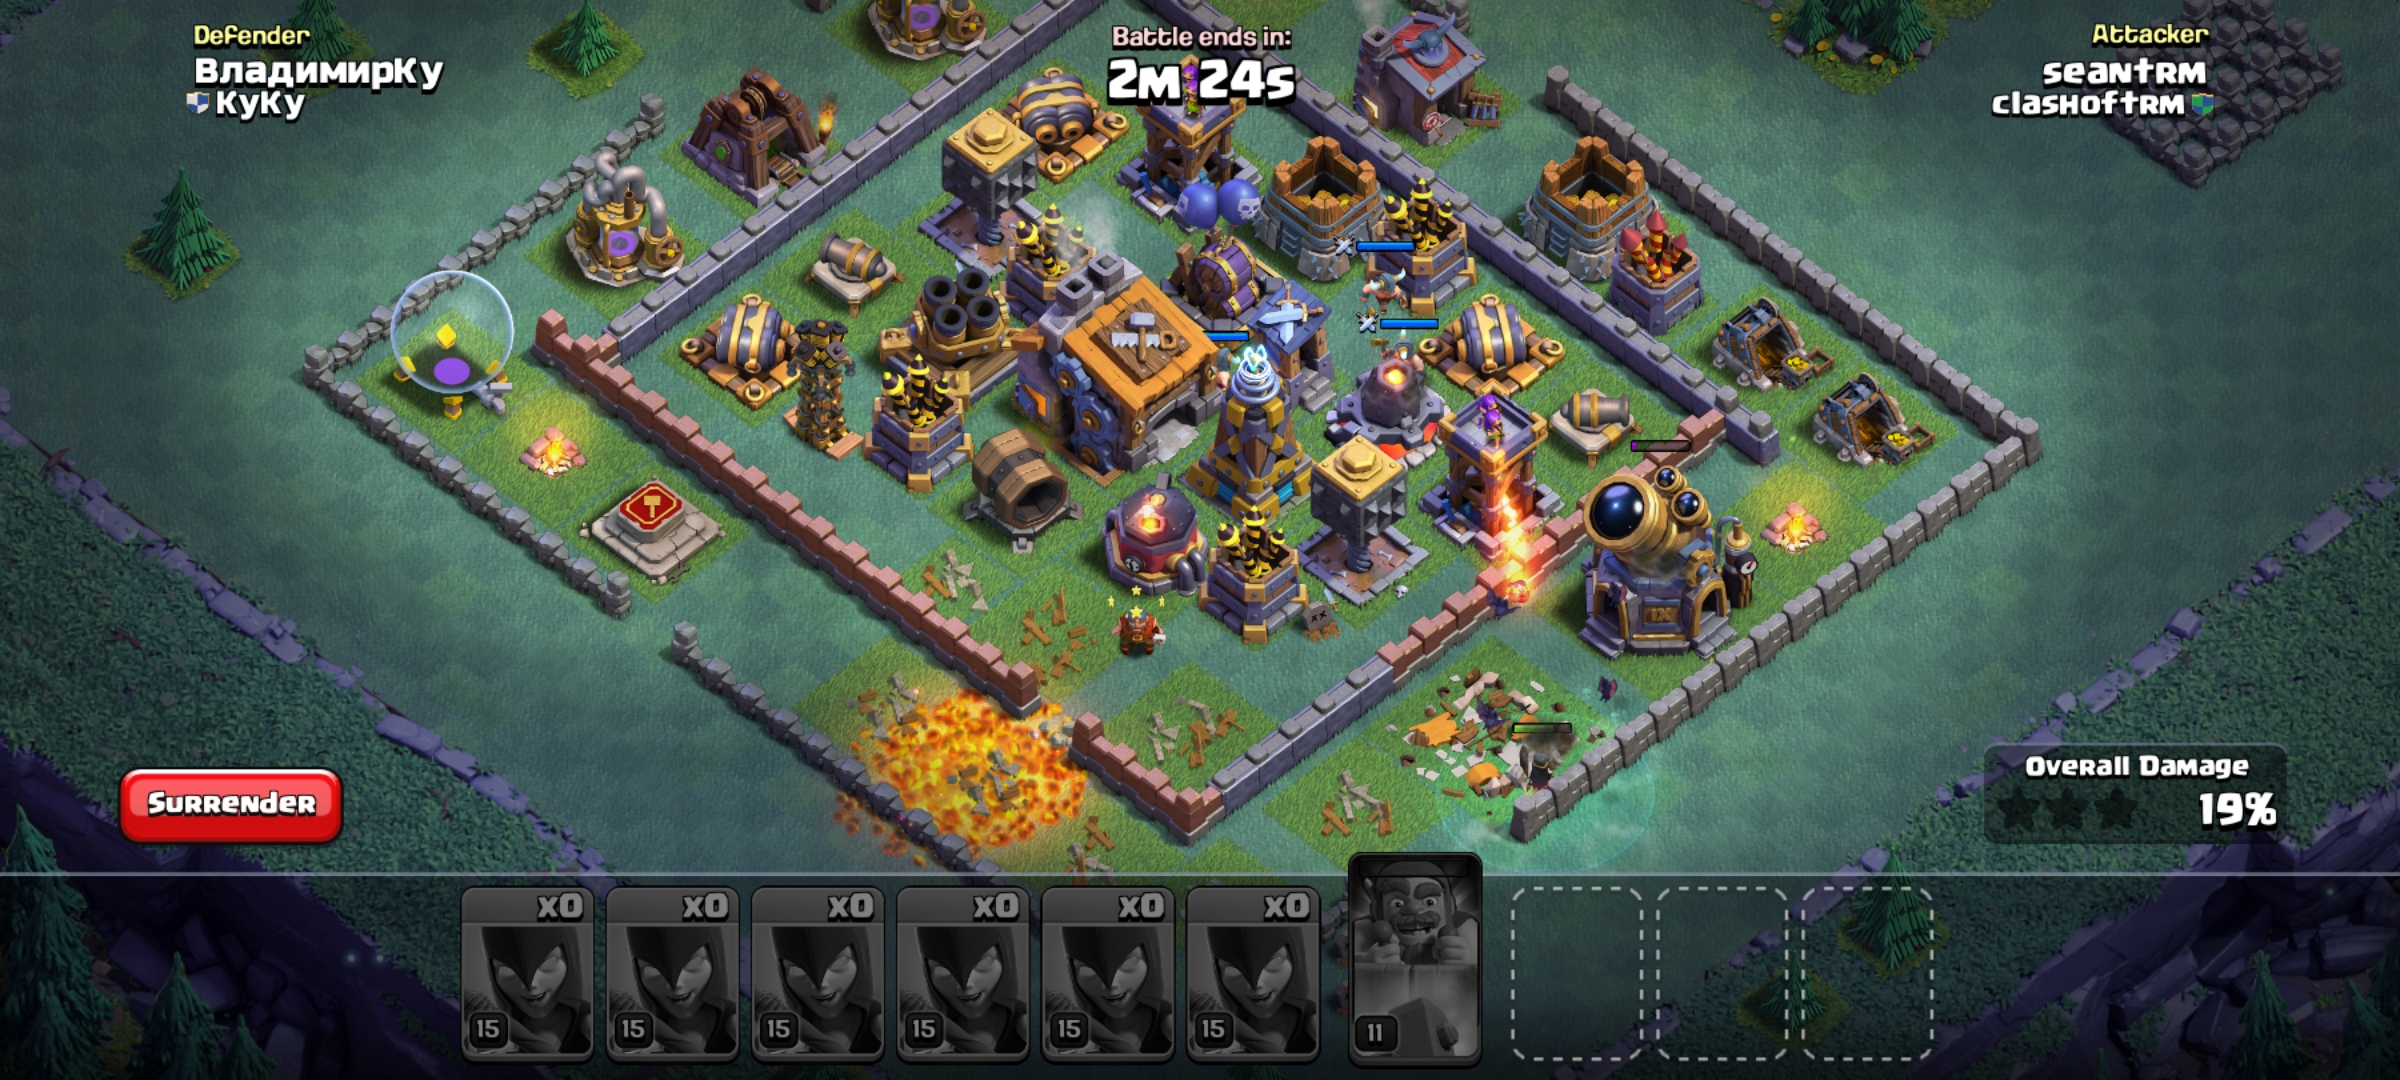 Defender
ВладимирКу
КуКу
Battle ends in:
2M 24s
Attacker
seantRM
clashoftRM
IX
Surrender
Overall Damage
19%
x0
x0
x0
x0
x0
x0
15
15
15
15
15
15
11